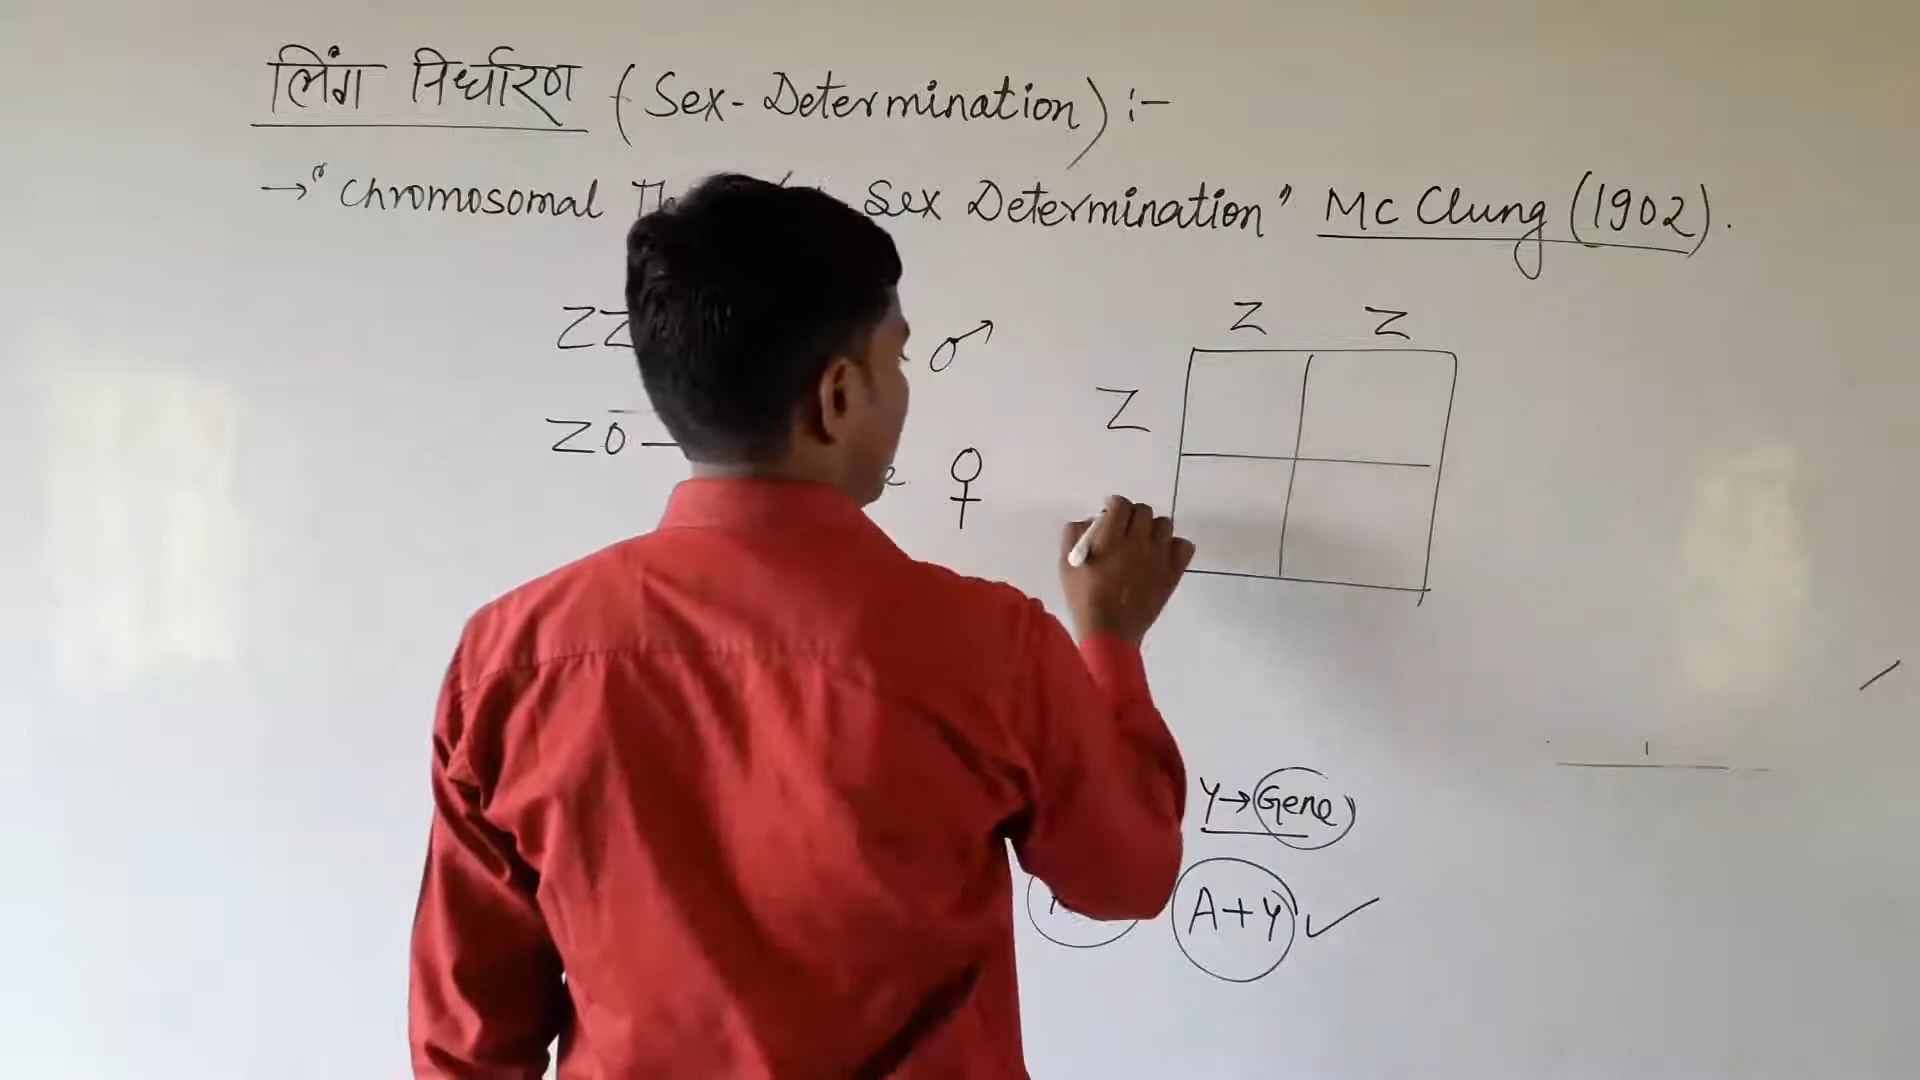 लिंग निर्धारण (Sex-Determination) :-
→ " Chromosomal Sex Determination" Mc Clung (1902).
ZZ ♂
ZO — ♀
Z Z
Z
Y→Gene
A+Y ✓